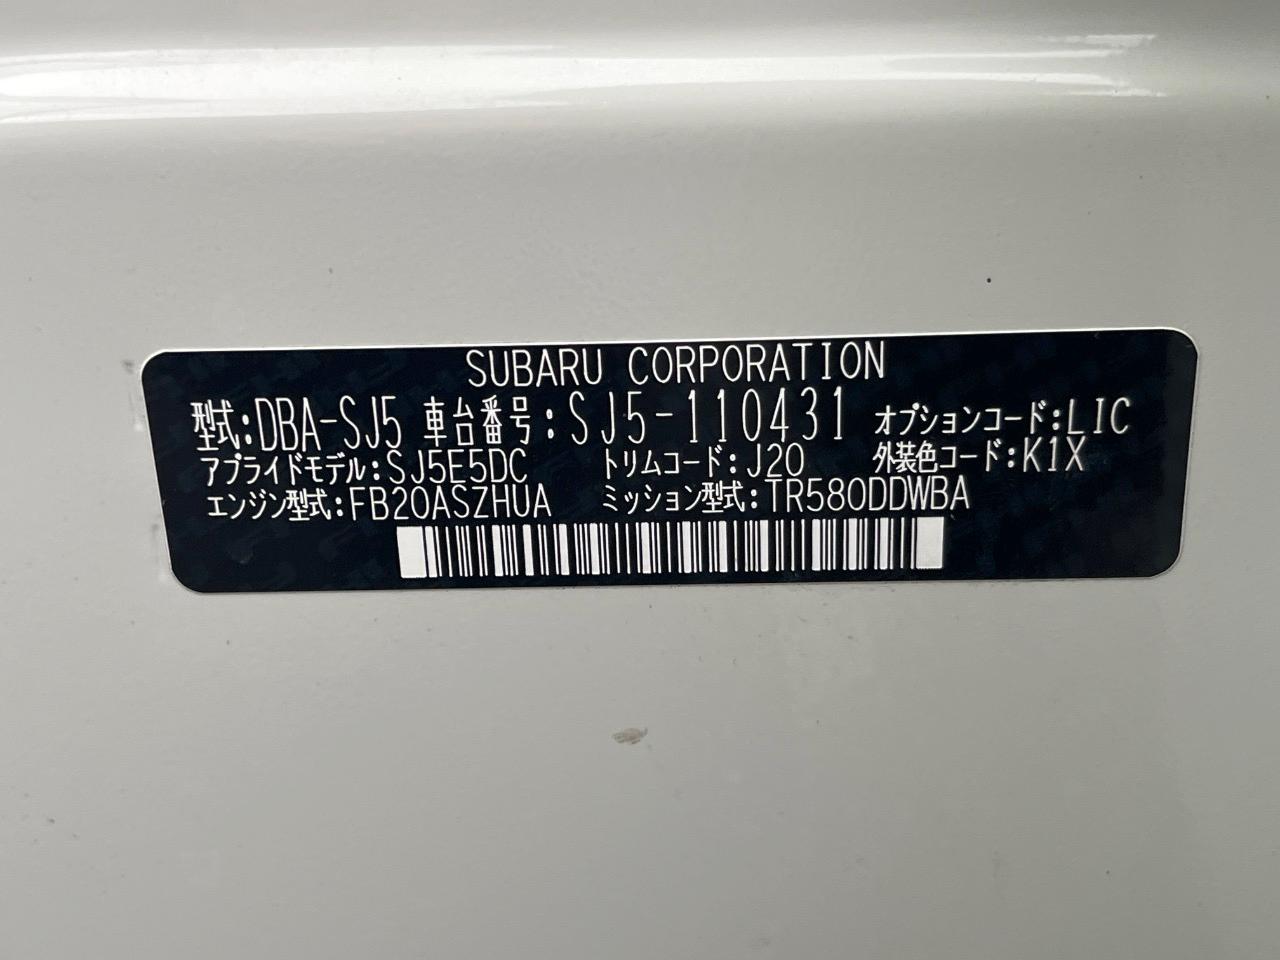 SUBARU CORPORATION
型式:DBA-SJ5 車台番号:SJ5-110431 オプションコード:LIC
アプライドモデル:SJ5E5DC トリムコード:J20 外装色コード:K1X
エンジン型式:FB20ASZHUA ミッション型式:TR580DDWBA